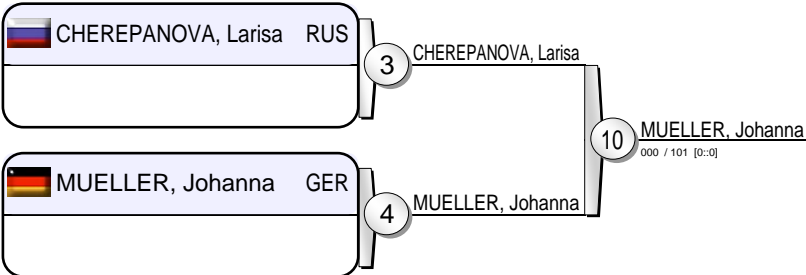 CHEREPANOVA, Larisa RUS
3
CHEREPANOVA, Larisa
10
MUELLER, Johanna
000 / 101 [0::0]
MUELLER, Johanna GER
4
MUELLER, Johanna